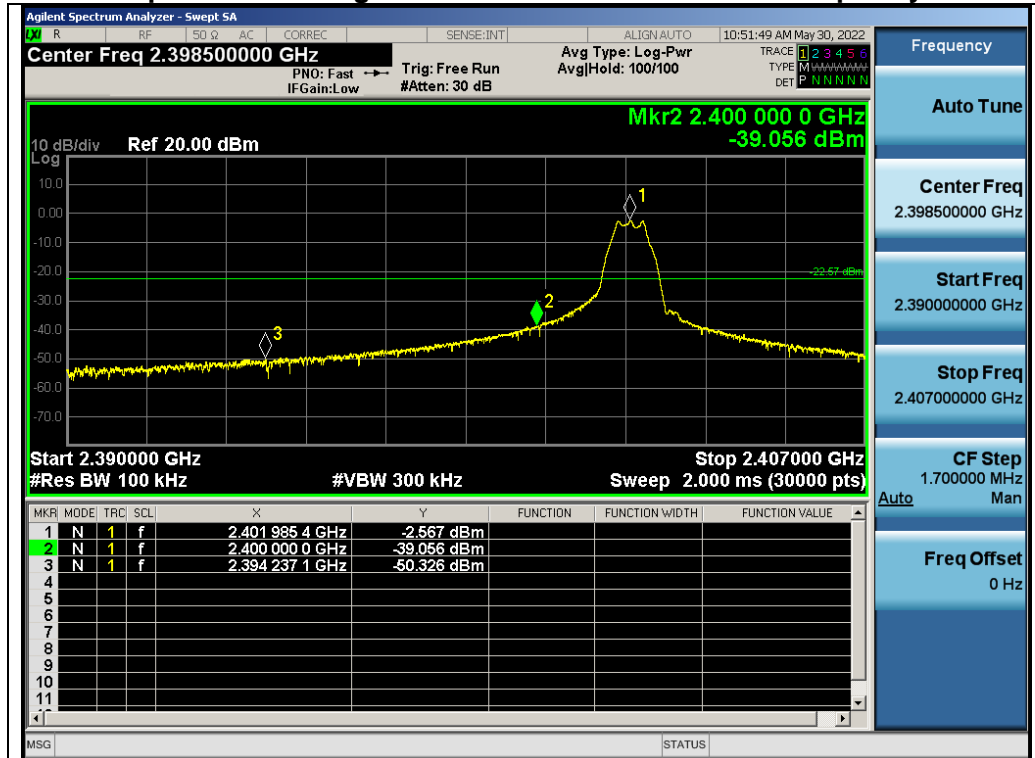 Agilent Spectrum Analyzer - Swept SA
LXI R RF 50 Ω AC CORREC SENSE:INT ALIGN AUTO 10:51:49 AM May 30, 2022
Center Freq 2.398500000 GHz
PNO: Fast
IFGain:Low
Trig: Free Run
#Atten: 30 dB
Avg Type: Log-Pwr
Avg|Hold: 100/100
TRACE 1 2 3 4 5 6
TYPE M W W W W W
DET P N N N N N
Mkr2 2.400 000 0 GHz
-39.056 dBm
10 dB/div Ref 20.00 dBm
Log
10.0
0.00
-10.0
-20.0
-30.0
-40.0
-50.0
-60.0
-70.0
1
-22.57 dBm
2
3
Start 2.390000 GHz Stop 2.407000 GHz
#Res BW 100 kHz #VBW 300 kHz Sweep 2.000 ms (30000 pts)
MKR MODE TRC SCL X Y FUNCTION FUNCTION WIDTH FUNCTION VALUE
1 N 1 f 2.401 985 4 GHz -2.567 dBm
2 N 1 f 2.400 000 0 GHz -39.056 dBm
3 N 1 f 2.394 237 1 GHz -50.326 dBm
4
5
6
7
8
9
10
11
MSG STATUS
Frequency
Auto Tune
Center Freq
2.398500000 GHz
Start Freq
2.390000000 GHz
Stop Freq
2.407000000 GHz
CF Step
1.700000 MHz
Auto Man
Freq Offset
0 Hz